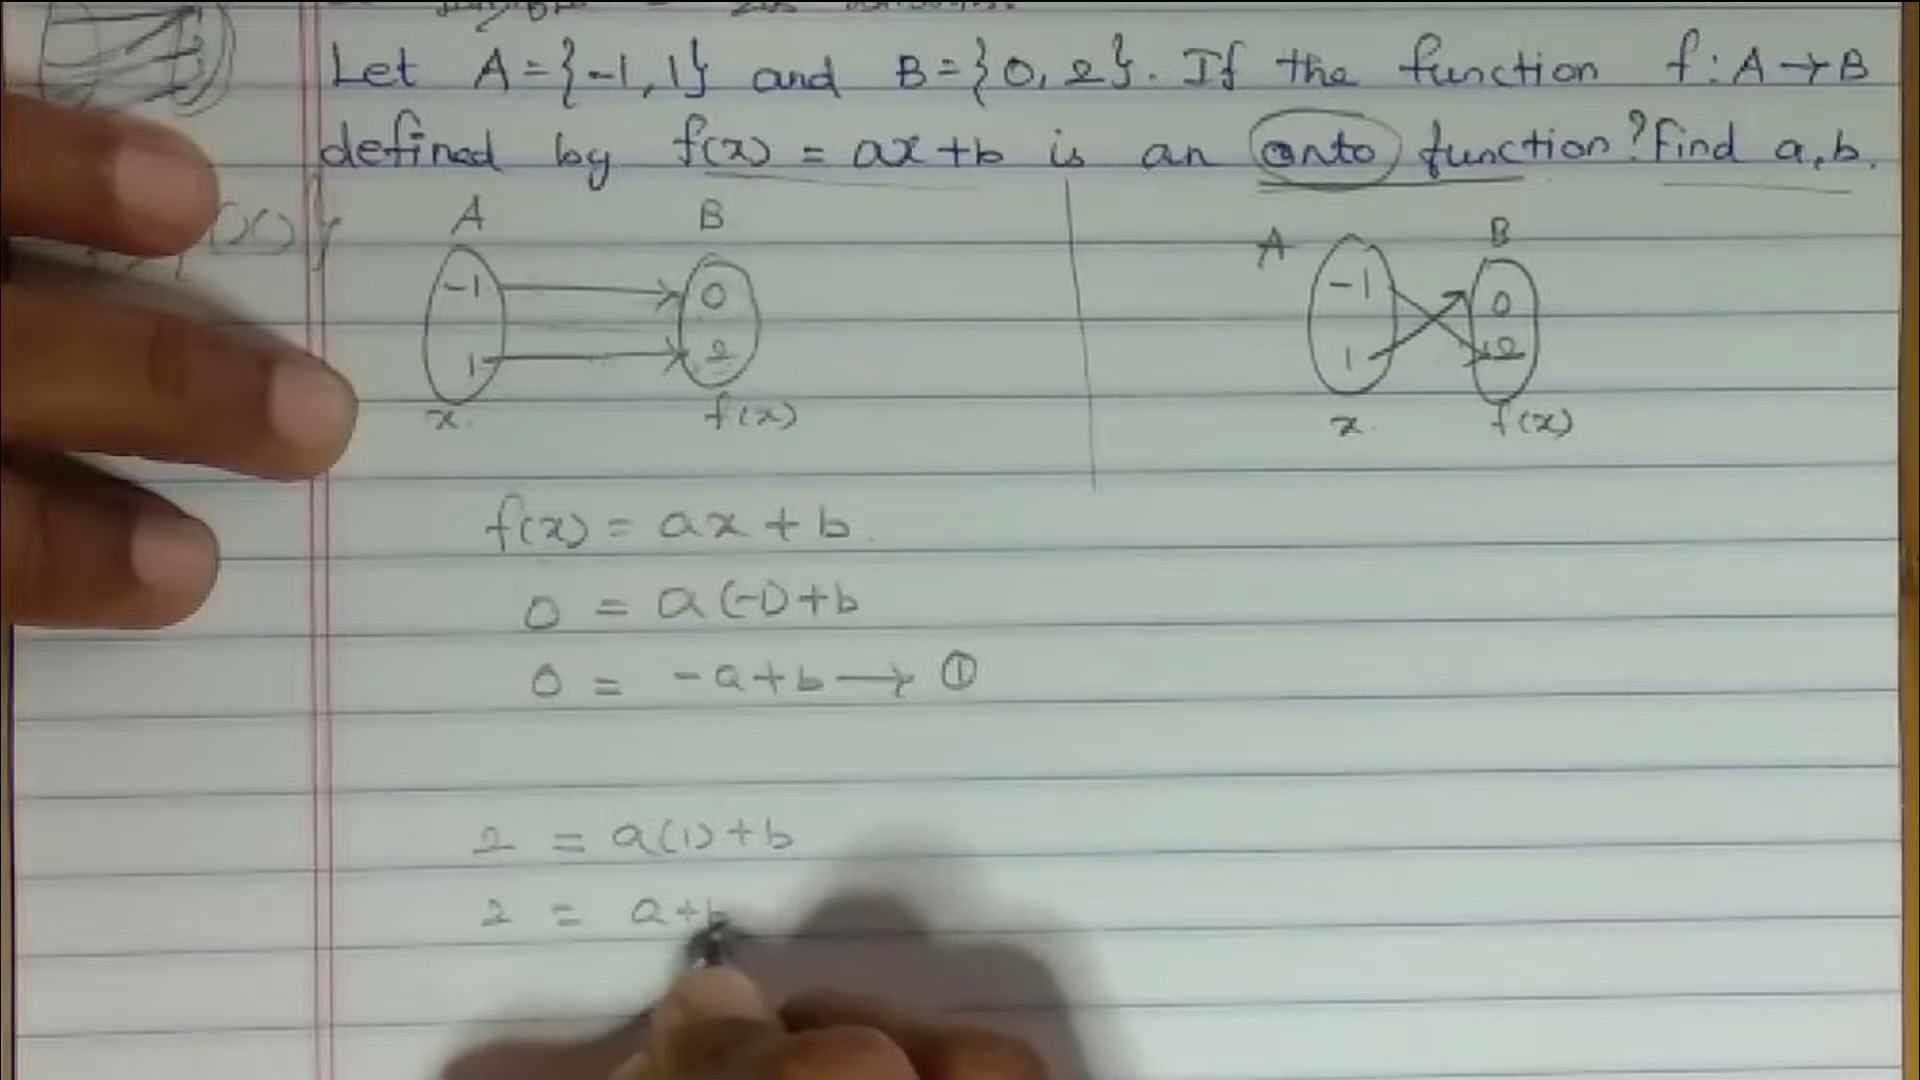 Let A={-1,1} and B={0,2}. If the function f:A→B
defined by f(x) = ax+b is an onto function? Find a,b.
A B
-1 0
1 2
x. f(x)
A B
-1 0
1 2
x. f(x)
f(x) = ax + b.
0 = a(-1)+b
0 = -a+b → ①
2 = a(1)+b
2 = a+b